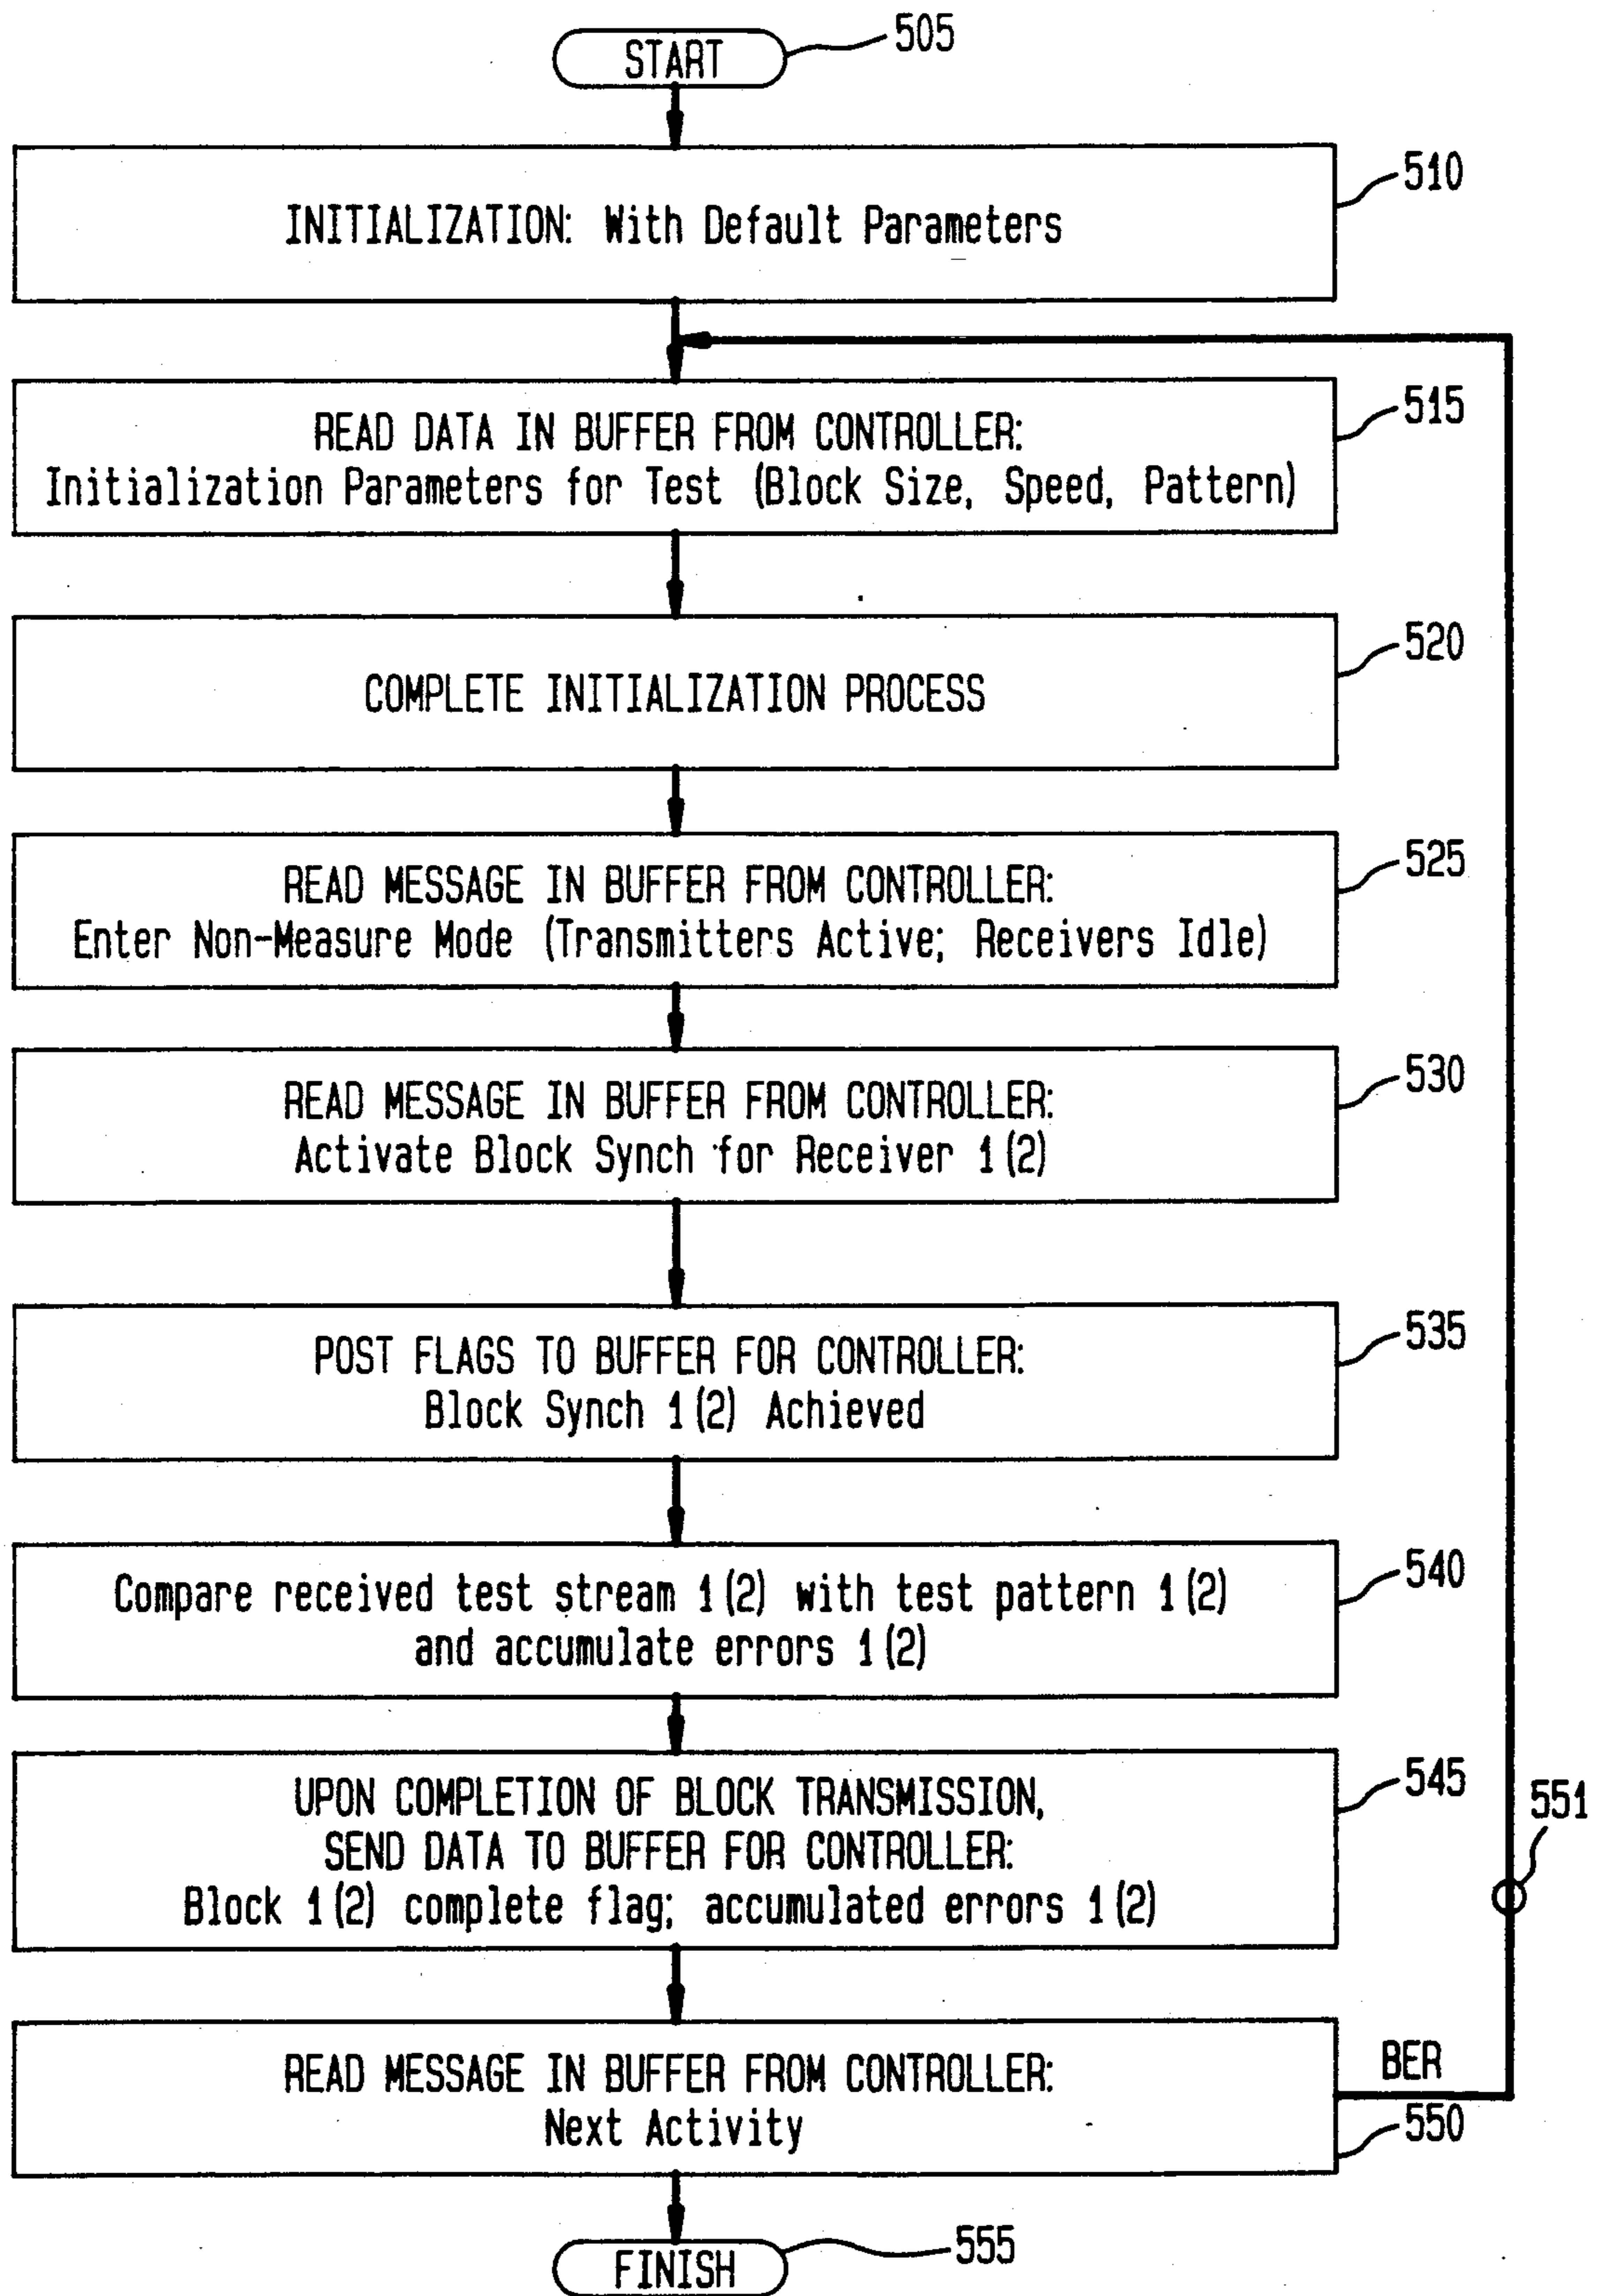 START
505
510
INITIALIZATION: With Default Parameters
515
READ DATA IN BUFFER FROM CONTROLLER:
Initialization Parameters for Test (Block Size, Speed, Pattern)
520
COMPLETE INITIALIZATION PROCESS
525
READ MESSAGE IN BUFFER FROM CONTROLLER:
Enter Non-Measure Mode (Transmitters Active; Receivers Idle)
530
READ MESSAGE IN BUFFER FROM CONTROLLER:
Activate Block Synch for Receiver 1(2)
535
POST FLAGS TO BUFFER FOR CONTROLLER:
Block Synch 1(2) Achieved
540
Compare received test stream 1(2) with test pattern 1(2)
and accumulate errors 1(2)
545
551
UPON COMPLETION OF BLOCK TRANSMISSION,
SEND DATA TO BUFFER FOR CONTROLLER:
Block 1(2) complete flag; accumulated errors 1(2)
BER
READ MESSAGE IN BUFFER FROM CONTROLLER:
Next Activity
550
555
FINISH